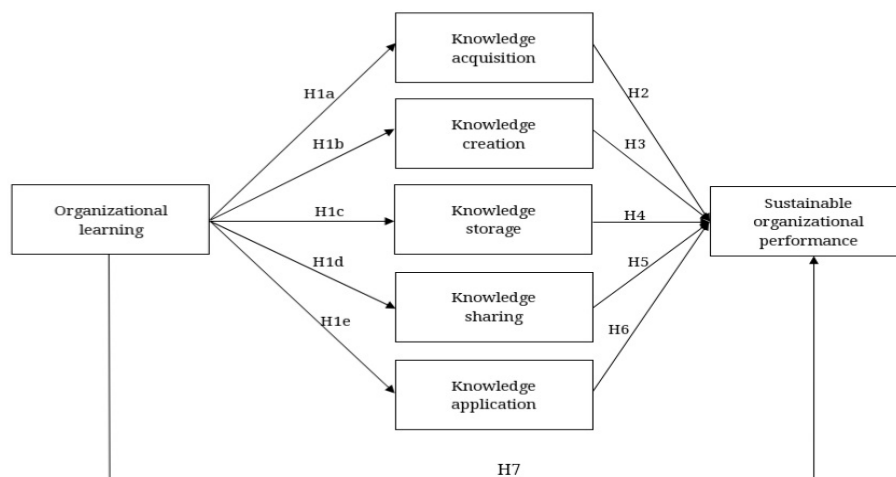 Knowledge
acquisition
H1a
H2
H1b
Knowledge
creation
H3
Organizational
learning
H1c
Knowledge
storage
H4
Sustainable
organizational
performance
H1d
Knowledge
sharing
H5
H1e
H6
Knowledge
application
H7